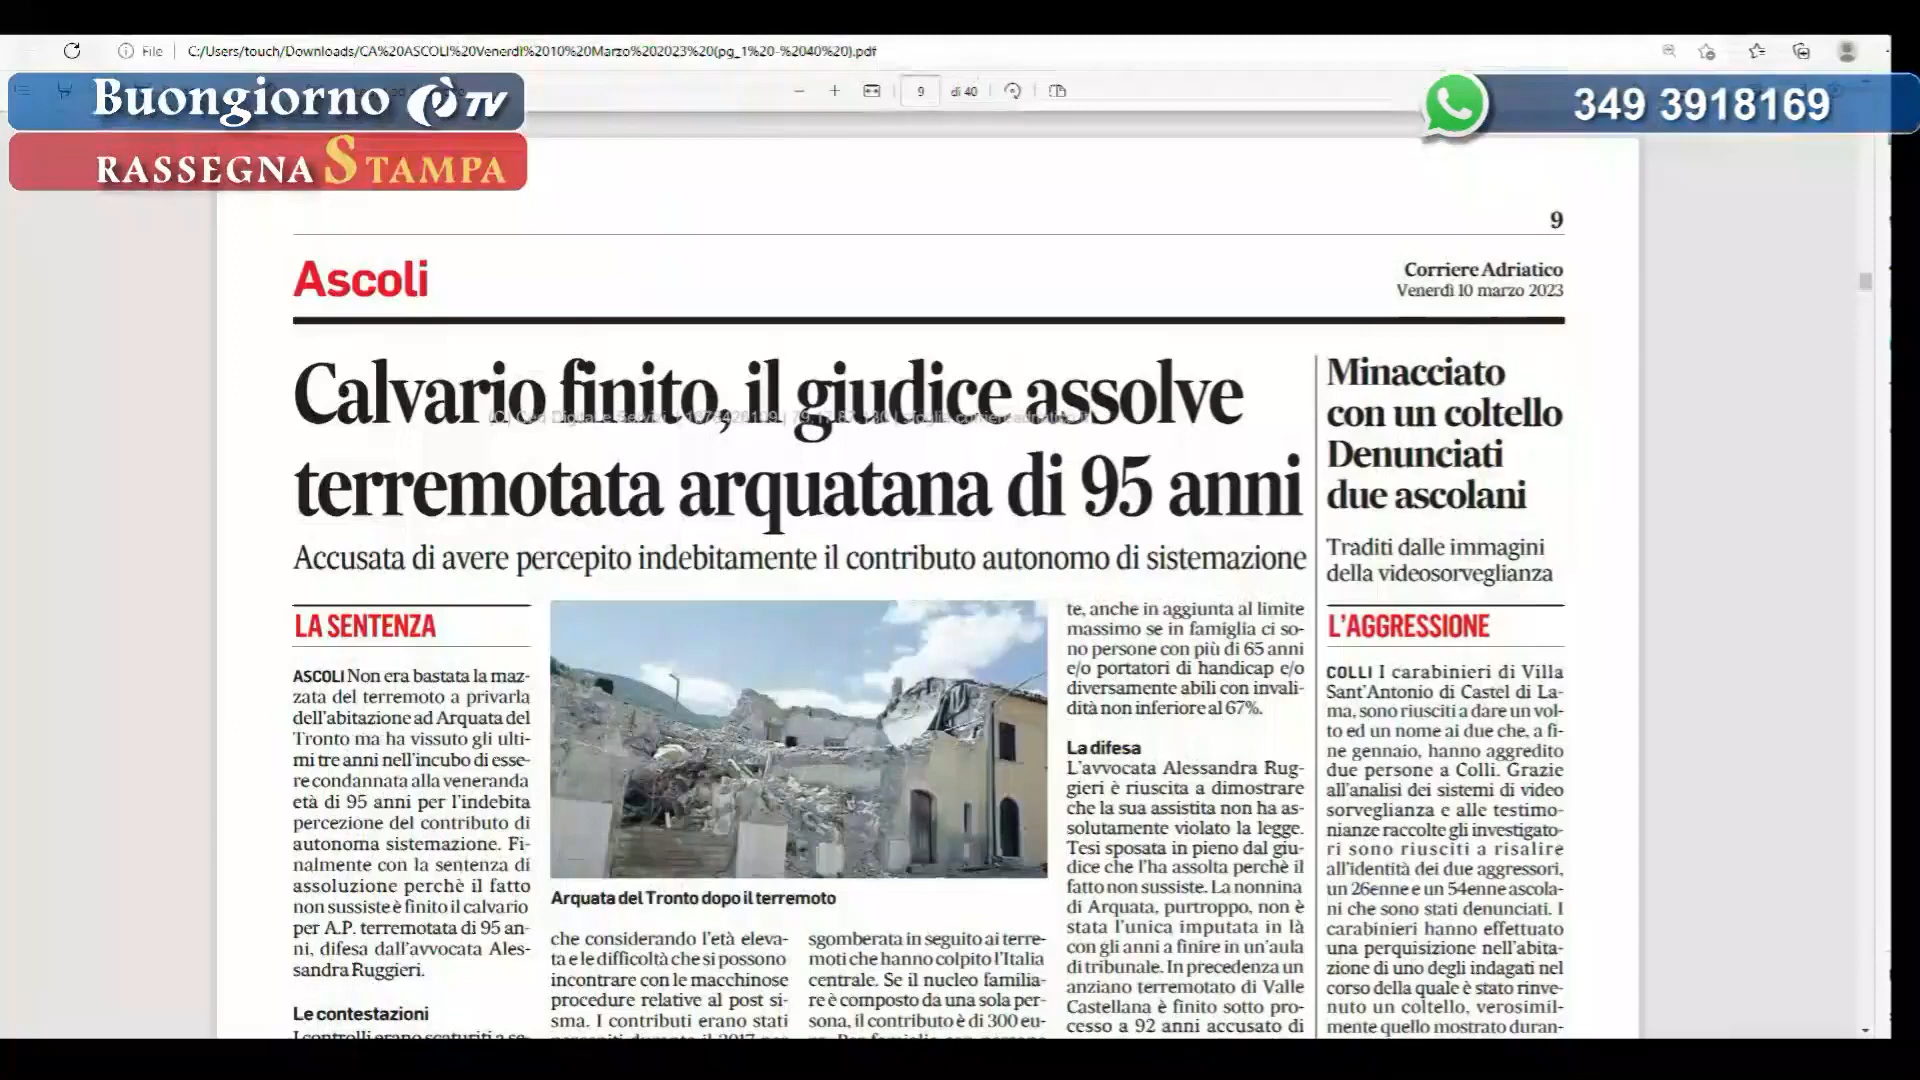 File
C:/Users/touch/Downloads/CA%20ASCOLI%20Venerdì%2010%20Marzo%202023%20(pg_1%20-%2040%20).pdf
9
di 40
Buongiorno è TV
RASSEGNA STAMPA
349 3918169
9
Ascoli
Corriere Adriatico
Venerdì 10 marzo 2023
Calvario finito, il giudice assolve
terremotata arquatana di 95 anni
Accusata di avere percepito indebitamente il contributo autonomo di sistemazione
LA SENTENZA
ASCOLI Non era bastata la maz-
zata del terremoto a privarla
dell'abitazione ad Arquata del
Tronto ma ha vissuto gli ulti-
mi tre anni nell'incubo di esse-
re condannata alla veneranda
età di 95 anni per l'indebita
percezione del contributo di
autonoma sistemazione. Fi-
nalmente con la sentenza di
assoluzione perchè il fatto
non sussiste è finito il calvario
per A.P. terremotata di 95 an-
ni, difesa dall'avvocata Ales-
sandra Ruggieri.
Le contestazioni
I controlli erano scaturiti a se-
Arquata del Tronto dopo il terremoto
che considerando l'età eleva-
ta e le difficoltà che si possono
incontrare con le macchinose
procedure relative al post si-
sma. I contributi erano stati
percepiti durante il 2017 per
sgomberata in seguito ai terre-
moti che hanno colpito l'Italia
centrale. Se il nucleo familia-
re è composto da una sola per-
sona, il contributo è di 300 eu-
ro. Per famiglie con persone
te, anche in aggiunta al limite
massimo se in famiglia ci so-
no persone con più di 65 anni
e/o portatori di handicap e/o
diversamente abili con invali-
dità non inferiore al 67%.
La difesa
L'avvocata Alessandra Rug-
gieri è riuscita a dimostrare
che la sua assistita non ha as-
solutamente violato la legge.
Tesi sposata in pieno dal giu-
dice che l'ha assolta perchè il
fatto non sussiste. La nonnina
di Arquata, purtroppo, non è
stata l'unica imputata in là
con gli anni a finire in un'aula
di tribunale. In precedenza un
anziano terremotato di Valle
Castellana è finito sotto pro-
cesso a 92 anni accusato di
Minacciato
con un coltello
Denunciati
due ascolani
Traditi dalle immagini
della videosorveglianza
L'AGGRESSIONE
COLLI I carabinieri di Villa
Sant'Antonio di Castel di La-
ma, sono riusciti a dare un vol-
to ed un nome ai due che, a fi-
ne gennaio, hanno aggredito
due persone a Colli. Grazie
all'analisi dei sistemi di video
sorveglianza e alle testimo-
nianze raccolte gli investigato-
ri sono riusciti a risalire
all'identità dei due aggressori,
un 26enne e un 54enne ascola-
ni che sono stati denunciati. I
carabinieri hanno effettuato
una perquisizione nell'abita-
zione di uno degli indagati nel
corso della quale è stato rinve-
nuto un coltello, verosimil-
mente quello mostrato duran-